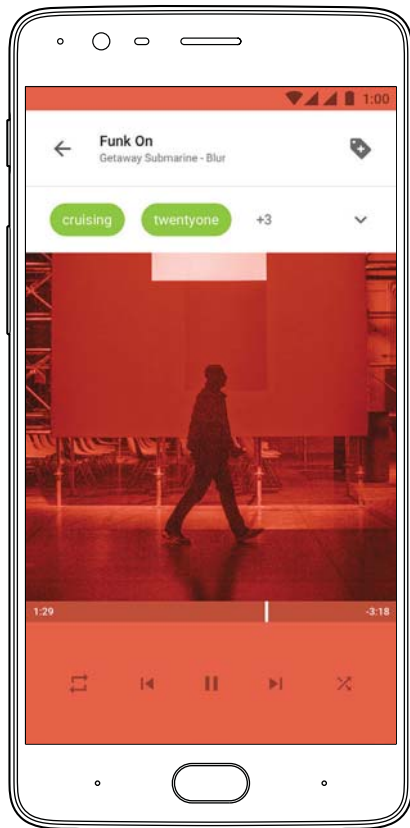 1:00
Funk On
Getaway Submarine - Blur
cruising twentyone +3
1:29 -3:18